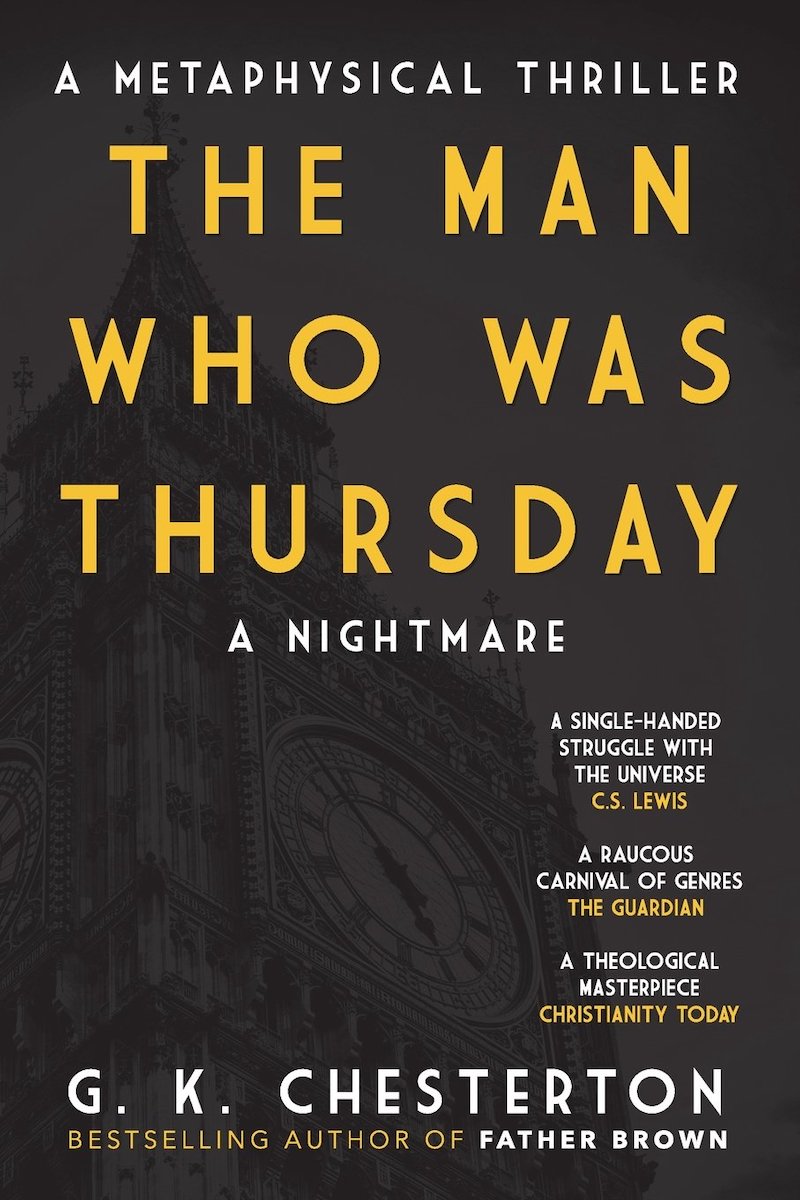 A METAPHYSICAL THRILLER
THE MAN
WHO WAS
THURSDAY
A NIGHTMARE
A SINGLE-HANDED
STRUGGLE WITH
THE UNIVERSE
C.S. LEWIS
A RAUCOUS
CARNIVAL OF GENRES
THE GUARDIAN
A THEOLOGICAL
MASTERPIECE
CHRISTIANITY TODAY
G. K. CHESTERTON
BESTSELLING AUTHOR OF FATHER BROWN